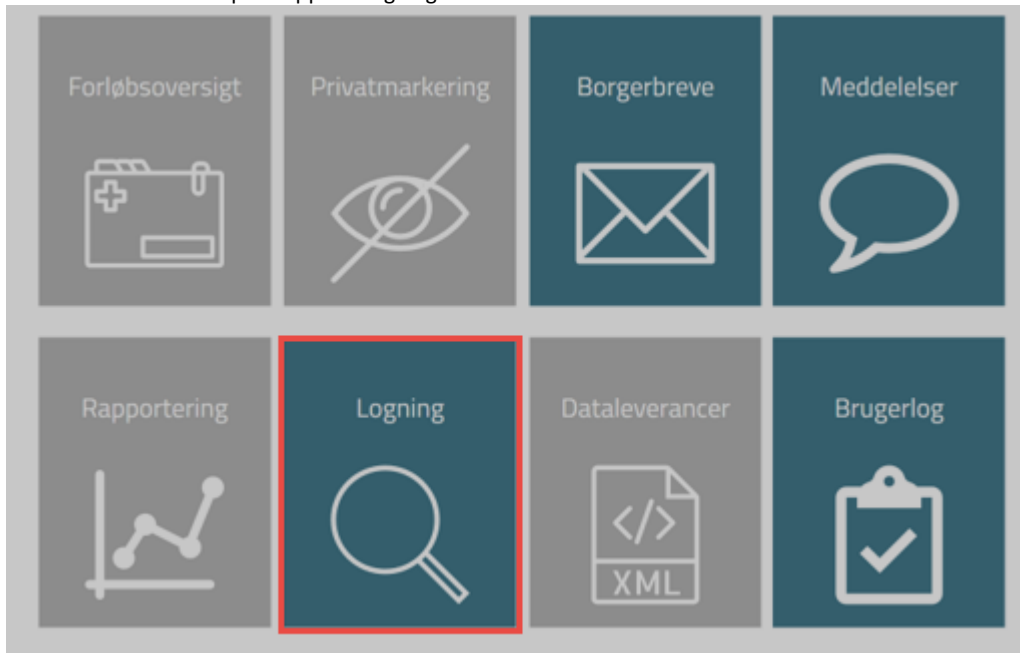 Forløbsoversigt
Privatmarkering
Borgerbreve
Meddelelser
Rapportering
Logning
Dataleverancer
Brugerlog
</>
XML